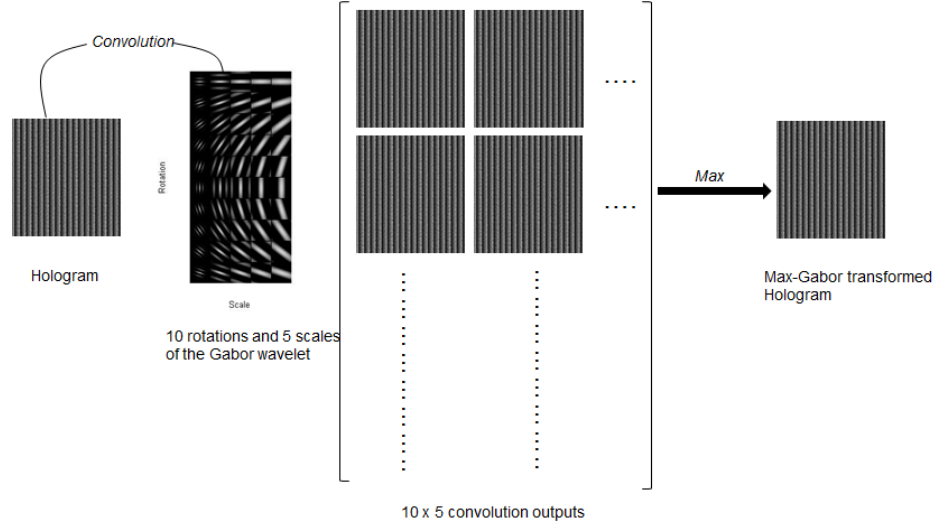 Convolution
Hologram
Rotation
Scale
10 rotations and 5 scales
of the Gabor wavelet
10 x 5 convolution outputs
Max
Max-Gabor transformed
Hologram